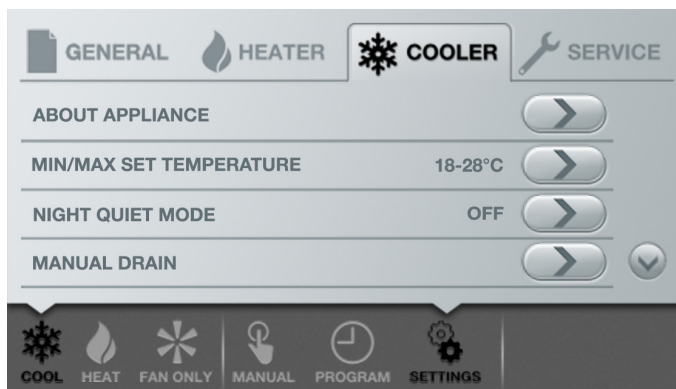 GENERAL HEATER COOLER SERVICE
ABOUT APPLIANCE
MIN/MAX SET TEMPERATURE 18-28°C
NIGHT QUIET MODE OFF
MANUAL DRAIN
COOL HEAT FAN ONLY MANUAL PROGRAM SETTINGS